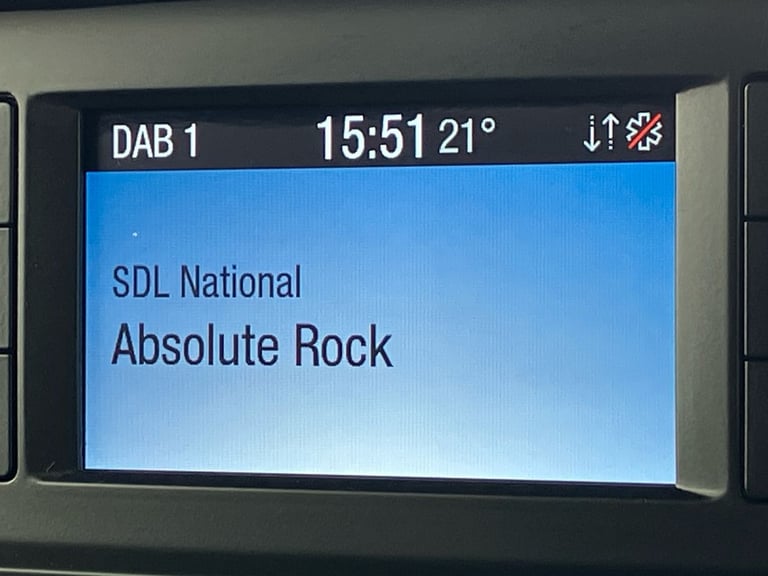 DAB 1 15:51 21°
SDL National
Absolute Rock